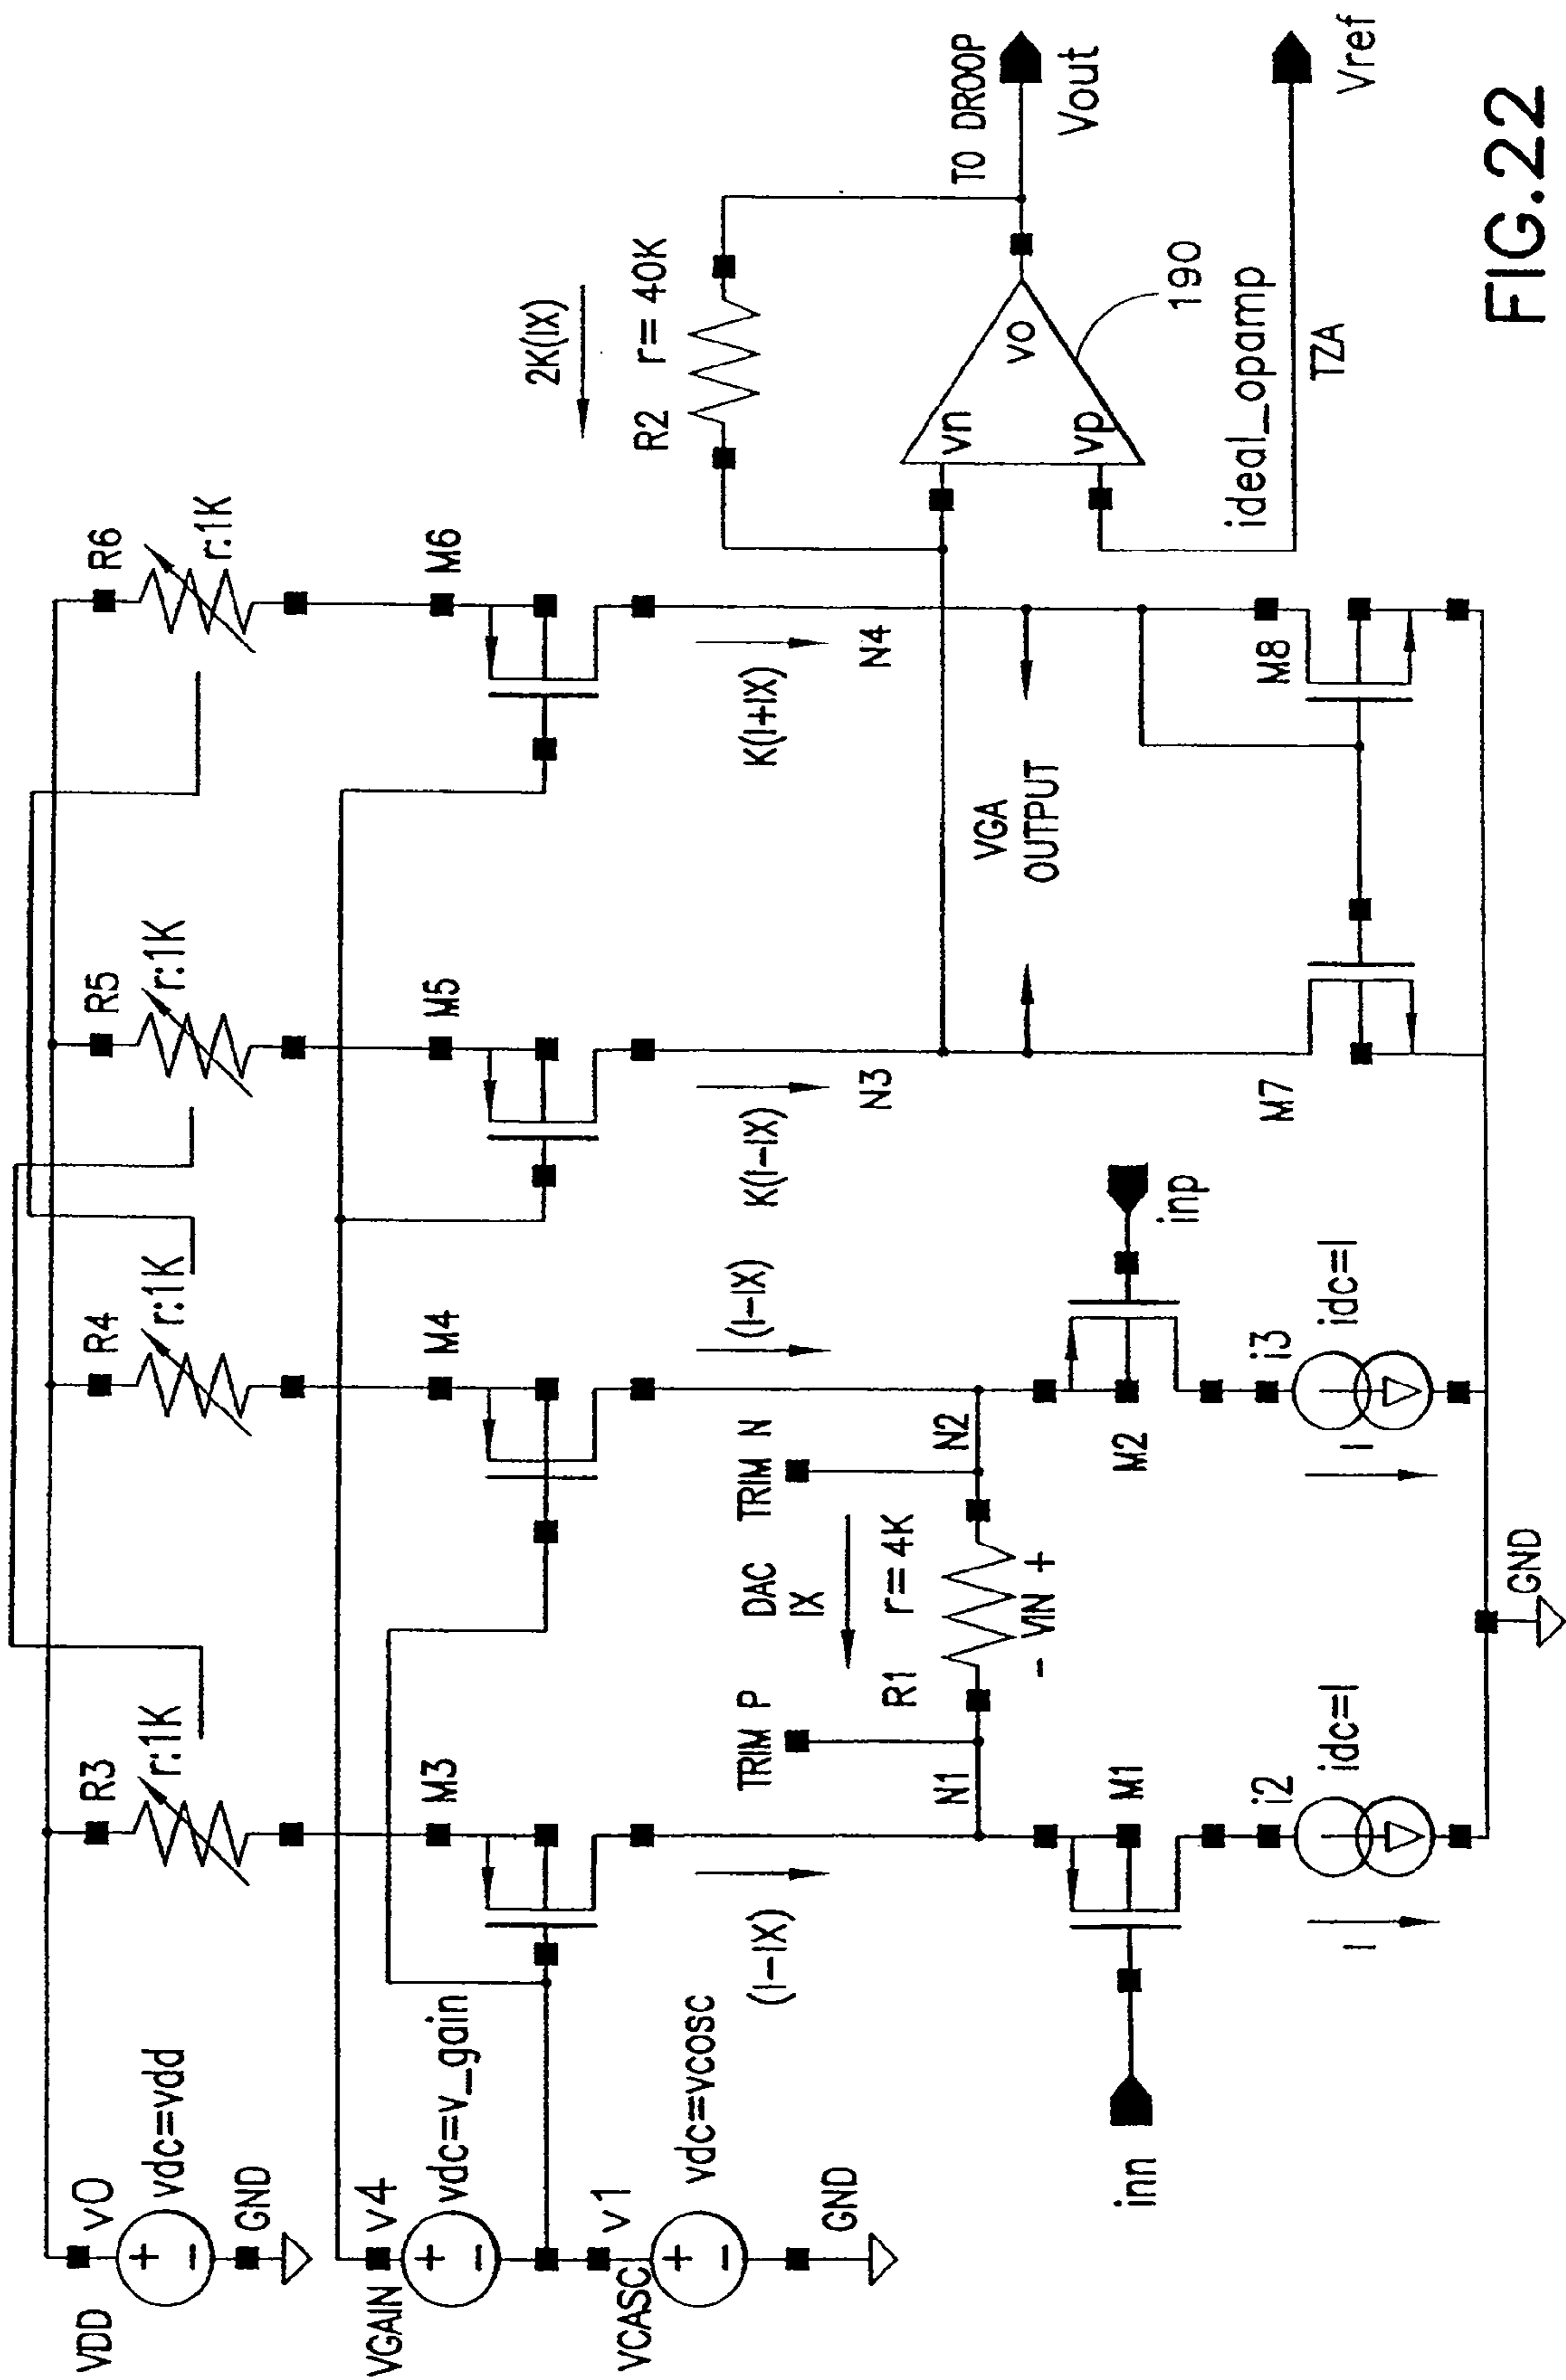 VDD
v0
vdc=vdd
GND
VGAIN
v4
vdc=v_gain
VCASC
v1
vdc=vcosc
GND
R3
r:1K
R4
r:1K
R5
r:1K
R6
r:1K
M3
M4
M5
M6
(I-IX)
(I-IX)
K(I-IX)
K(I+IX)
N3
N4
2K(IX)
R2
r= 40K
TRIM P
DAC
IX
TRIM N
r= 4K
R1
- VIN +
N1
N2
VGA
OUTPUT
vn
vp
vo
190
TO DROOP
Vout
ideal_opamp
TZA
Vref
inn
M1
M2
inp
M7
M8
i2
idc=I
I
i3
idc=I
I
GND
FIG.22